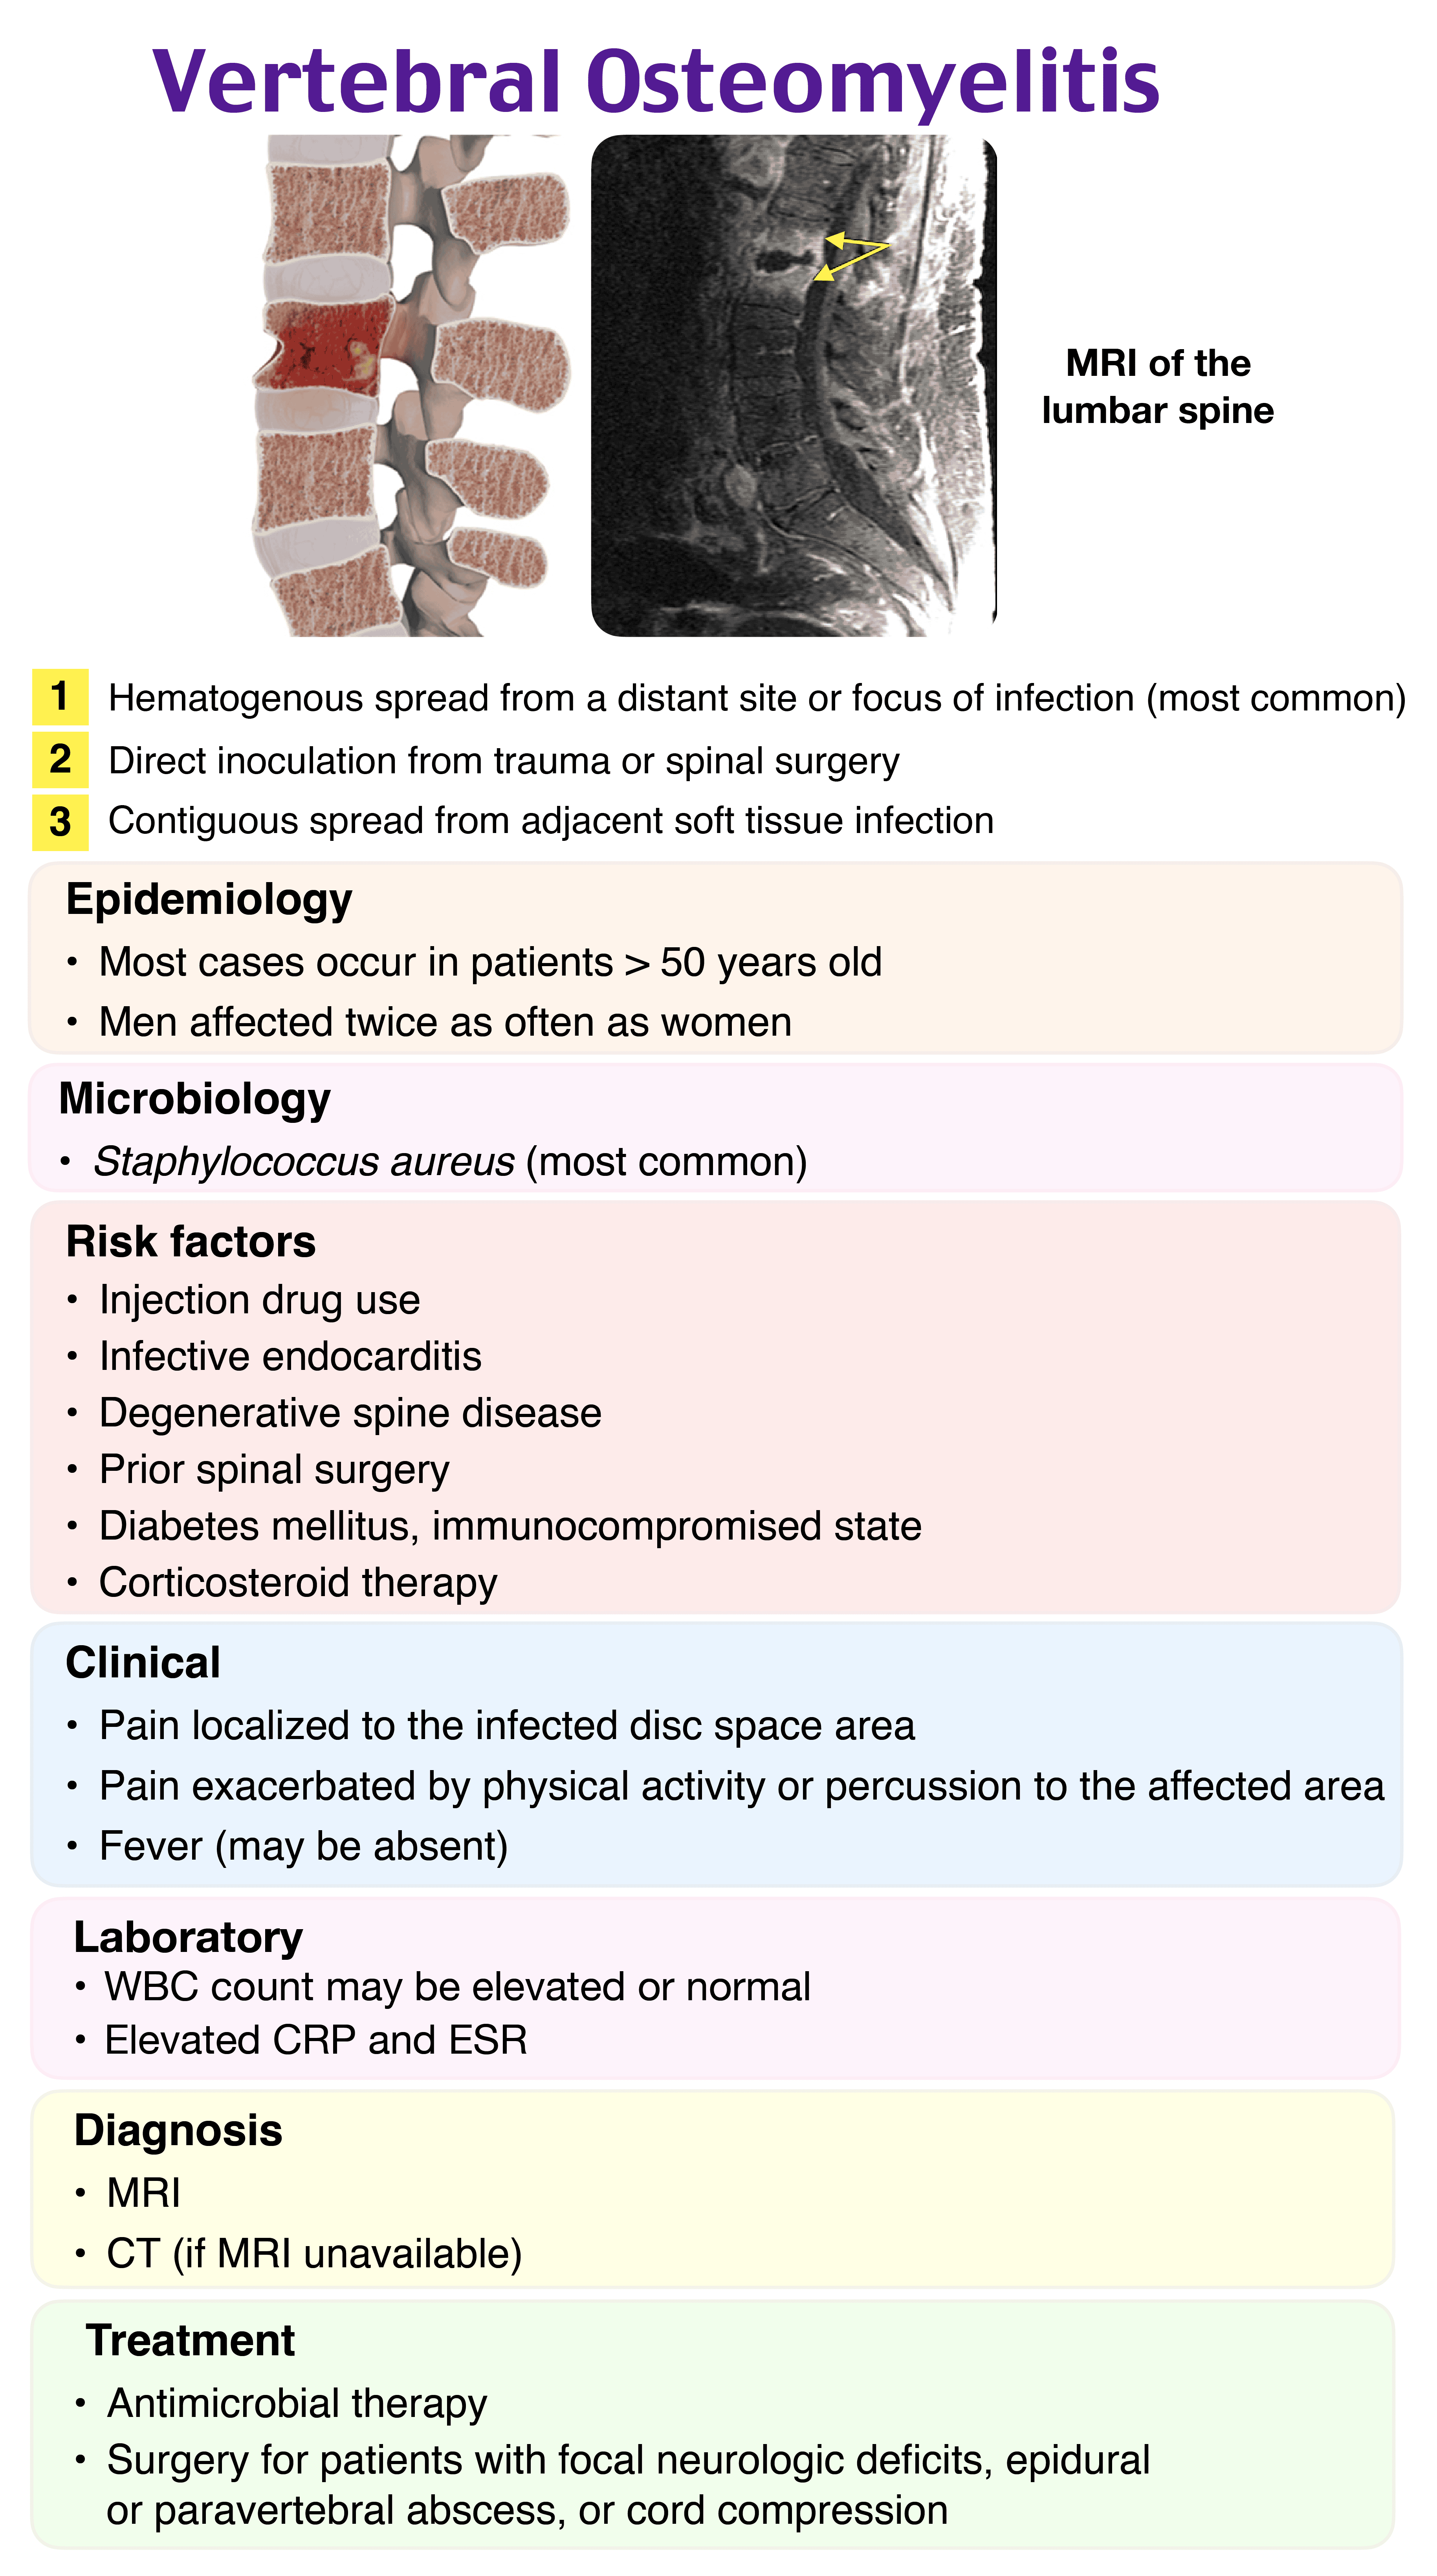 Vertebral Osteomyelitis
MRI of the
lumbar spine
1 Hematogenous spread from a distant site or focus of infection (most common)
2 Direct inoculation from trauma or spinal surgery
3 Contiguous spread from adjacent soft tissue infection
Epidemiology
• Most cases occur in patients > 50 years old
• Men affected twice as often as women
Microbiology
• Staphylococcus aureus (most common)
Risk factors
• Injection drug use
• Infective endocarditis
• Degenerative spine disease
• Prior spinal surgery
• Diabetes mellitus, immunocompromised state
• Corticosteroid therapy
Clinical
• Pain localized to the infected disc space area
• Pain exacerbated by physical activity or percussion to the affected area
• Fever (may be absent)
Laboratory
• WBC count may be elevated or normal
• Elevated CRP and ESR
Diagnosis
• MRI
• CT (if MRI unavailable)
Treatment
• Antimicrobial therapy
• Surgery for patients with focal neurologic deficits, epidural
or paravertebral abscess, or cord compression